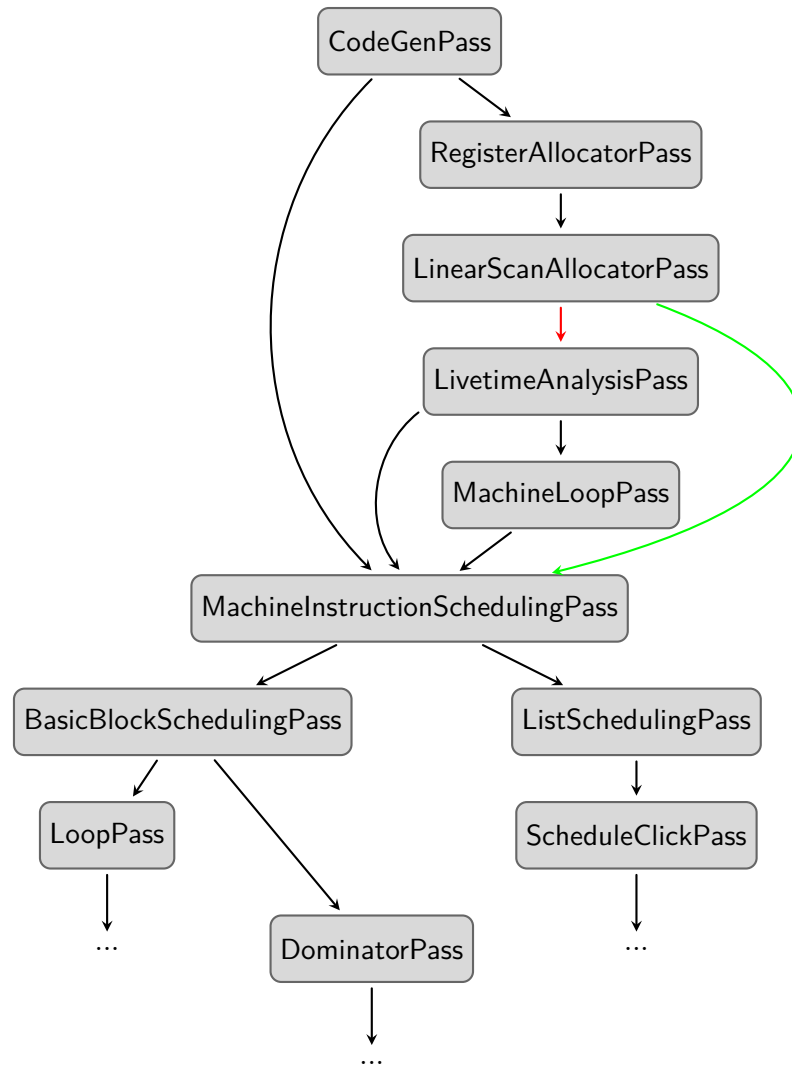 CodeGenPass
RegisterAllocatorPass
LinearScanAllocatorPass
LivetimeAnalysisPass
MachineLoopPass
MachineInstructionSchedulingPass
BasicBlockSchedulingPass
ListSchedulingPass
LoopPass
ScheduleClickPass
...
DominatorPass
...
...